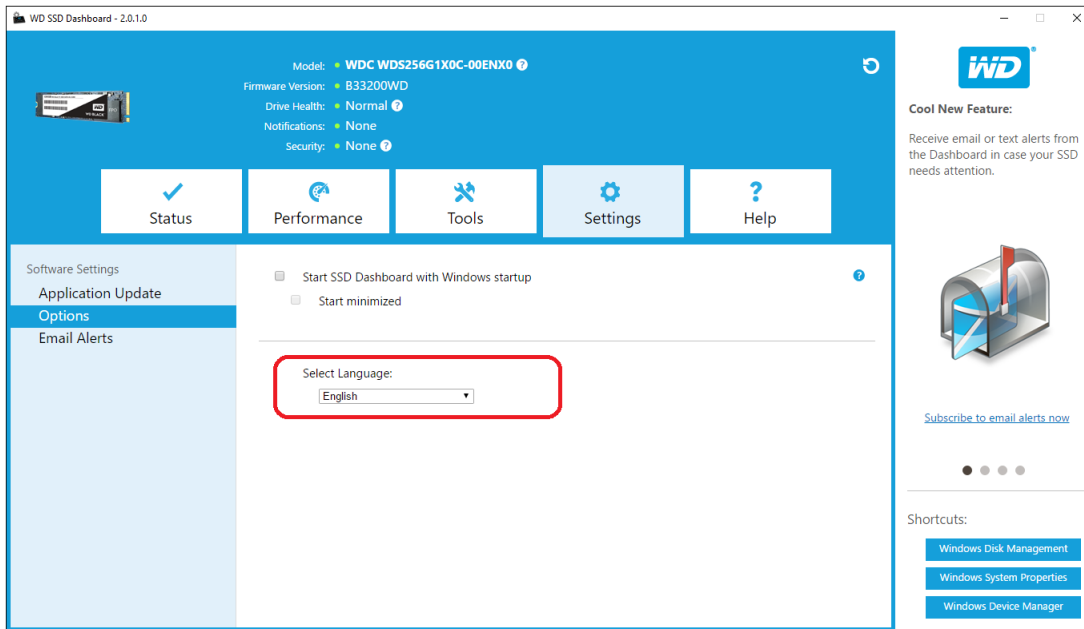 WD SSD Dashboard - 2.0.1.0
Model: WDC WDS256G1X0C-00ENX0
Firmware Version: B33200WD
Drive Health: Normal
Notifications: None
Security: None
Status
Performance
Tools
Settings
Help
Software Settings
Application Update
Options
Email Alerts
Start SSD Dashboard with Windows startup
Start minimized
Select Language:
English
WD
Cool New Feature:
Receive email or text alerts from
the Dashboard in case your SSD
needs attention.
Subscribe to email alerts now
Shortcuts:
Windows Disk Management
Windows System Properties
Windows Device Manager